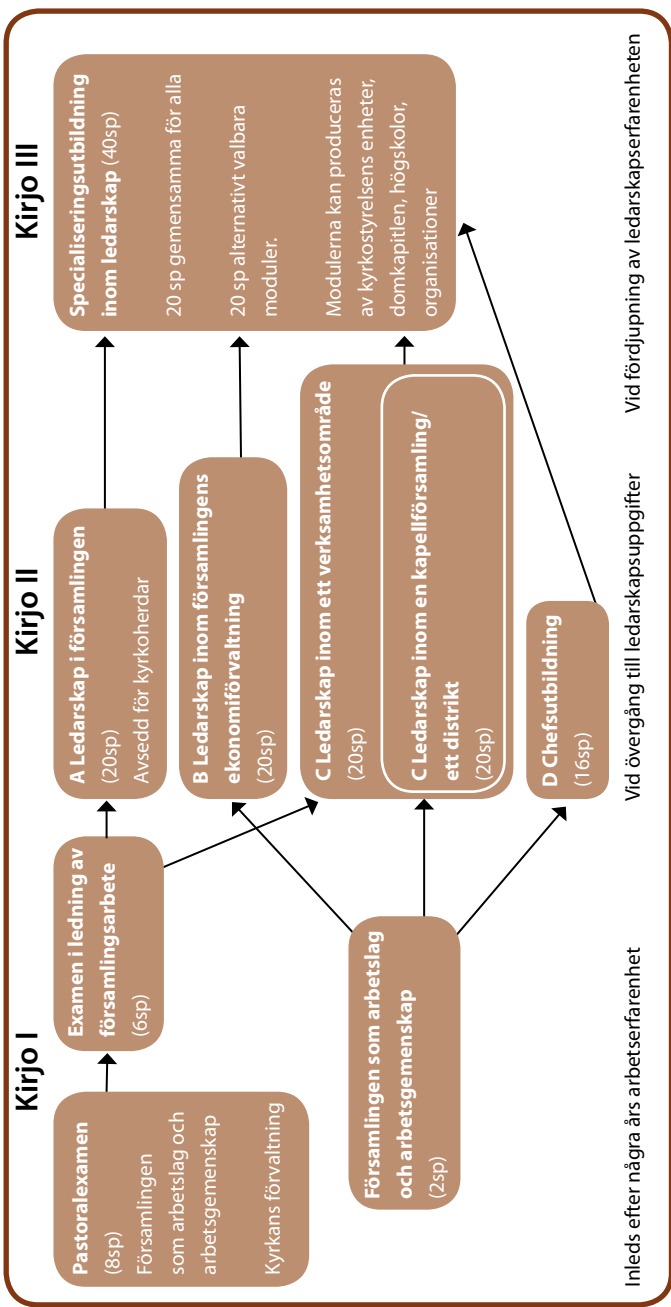 Kirjo I
Kirjo II
Kirjo III
Pastoralexamen
(8sp)
Församlingen
som arbetslag och
arbetsgemenskap
Kyrkans förvaltning
Examen i ledning av
församlingsarbete
(6sp)
Församlingen som arbetslag
och arbetsgemenskap
(2sp)
A Ledarskap i församlingen
(20sp)
Avsedd för kyrkoherdar
B Ledarskap inom församlingens
ekonomiförvaltning
(20sp)
C Ledarskap inom ett verksamhetsområde
(20sp)
C Ledarskap inom en kapellförsamling/
ett distrikt
(20sp)
D Chefsutbildning
(16sp)
Specialiseringsutbildning
inom ledarskap (40sp)
20 sp gemensamma för alla
20 sp alternativt valbara
moduler.
Modulerna kan produceras
av kyrkostyrelsens enheter,
domkapitlen, högskolor,
organisationer
Inleds efter några års arbetserfarenhet
Vid övergång till ledarskapsuppgifter
Vid fördjupning av ledarskapserfarenheten